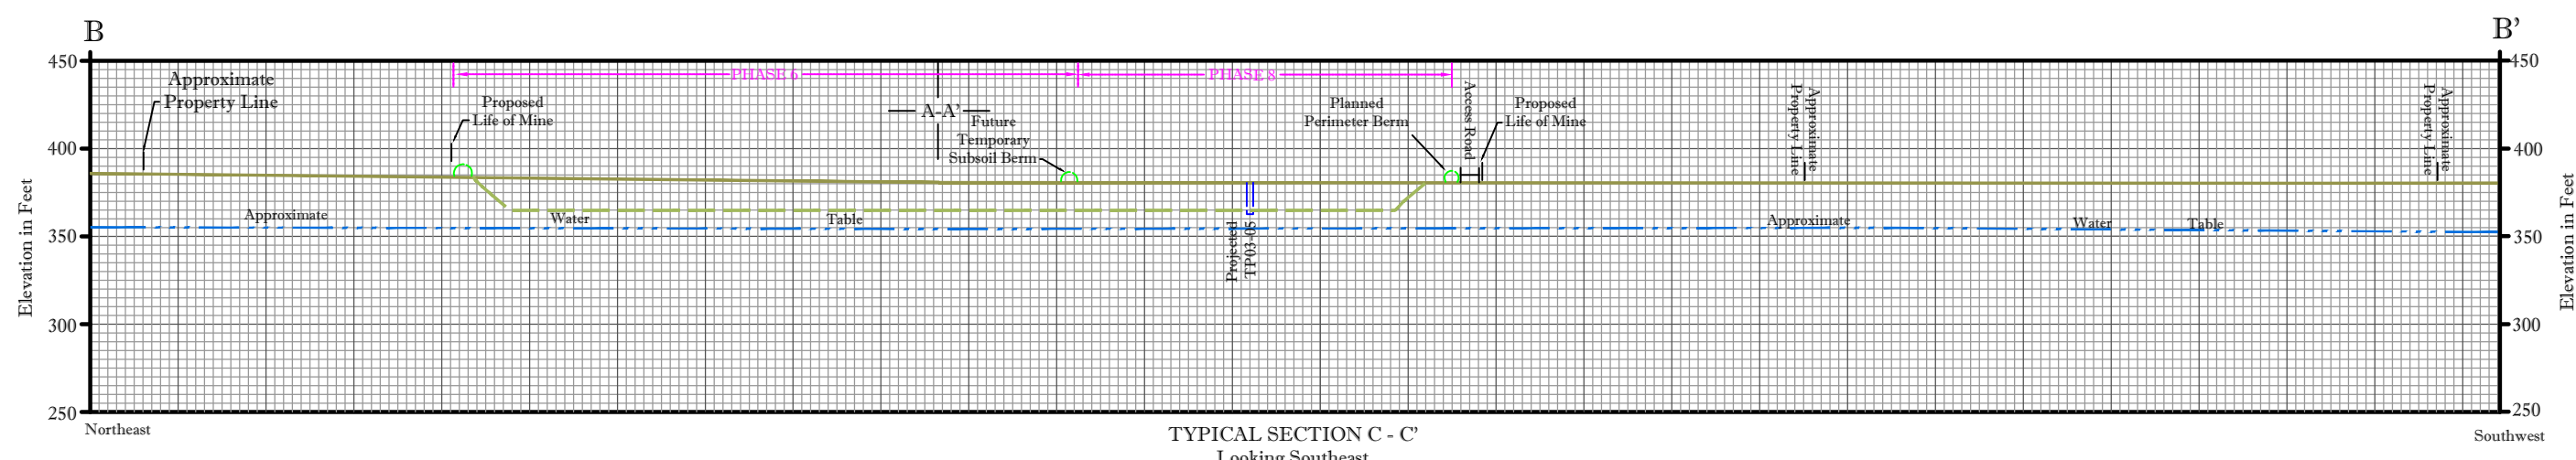 B
B'
450
400
350
300
250
Elevation in Feet
Approximate
Property Line
PHASE 6
PHASE 8
Proposed
Life of Mine
A-A'
Future
Temporary
Subsoil Berm
Planned
Perimeter Berm
Access Road
Proposed
Life of Mine
Approximate
Property Line
Approximate
Property Line
Approximate
Water
Table
Projected
TP03-05
Approximate
Water
Table
450
400
350
300
250
Elevation in Feet
Northeast
TYPICAL SECTION C - C'
Looking Southeast
Southwest